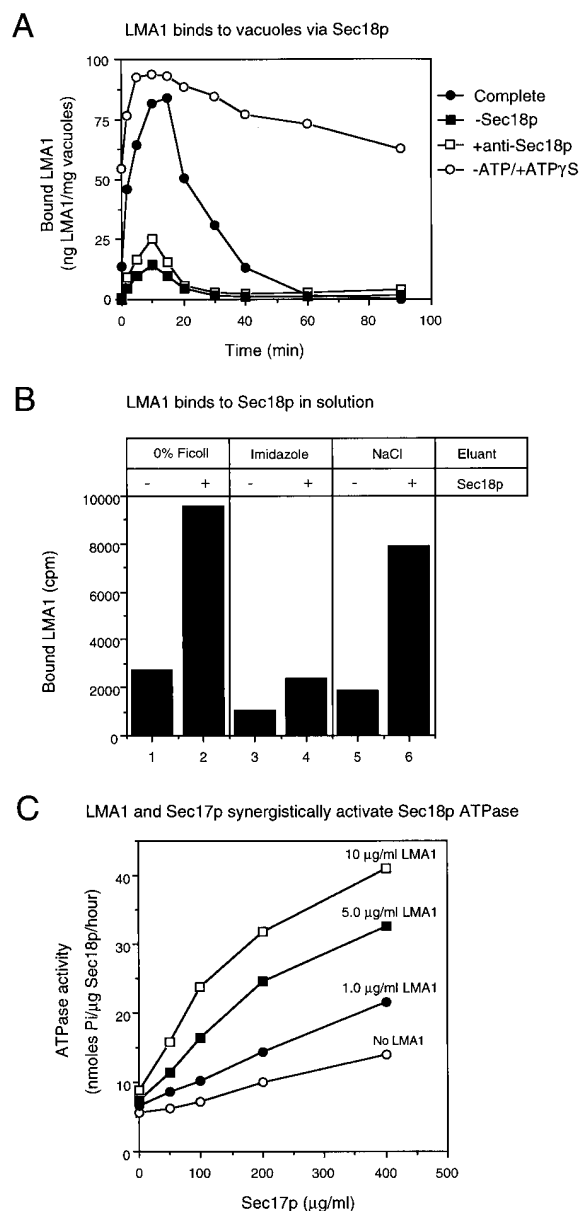 A
LMA1 binds to vacuoles via Sec18p
100
75
50
25
0
Bound LMA1
(ng LMA1/mg vacuoles)
0 20 40 60 80 100
Time (min)
Complete
-Sec18p
+anti-Sec18p
-ATP/+ATPγS
B
LMA1 binds to Sec18p in solution
0% Ficoll Imidazole NaCl Eluant
- + - + - + Sec18p
10000
8000
6000
4000
2000
0
Bound LMA1 (cpm)
1 2 3 4 5 6
C
LMA1 and Sec17p synergistically activate Sec18p ATPase
40
30
20
10
0
ATPase activity
(nmoles Pi/µg Sec18p/hour)
10 µg/ml LMA1
5.0 µg/ml LMA1
1.0 µg/ml LMA1
No LMA1
0 100 200 300 400 500
Sec17p (µg/ml)